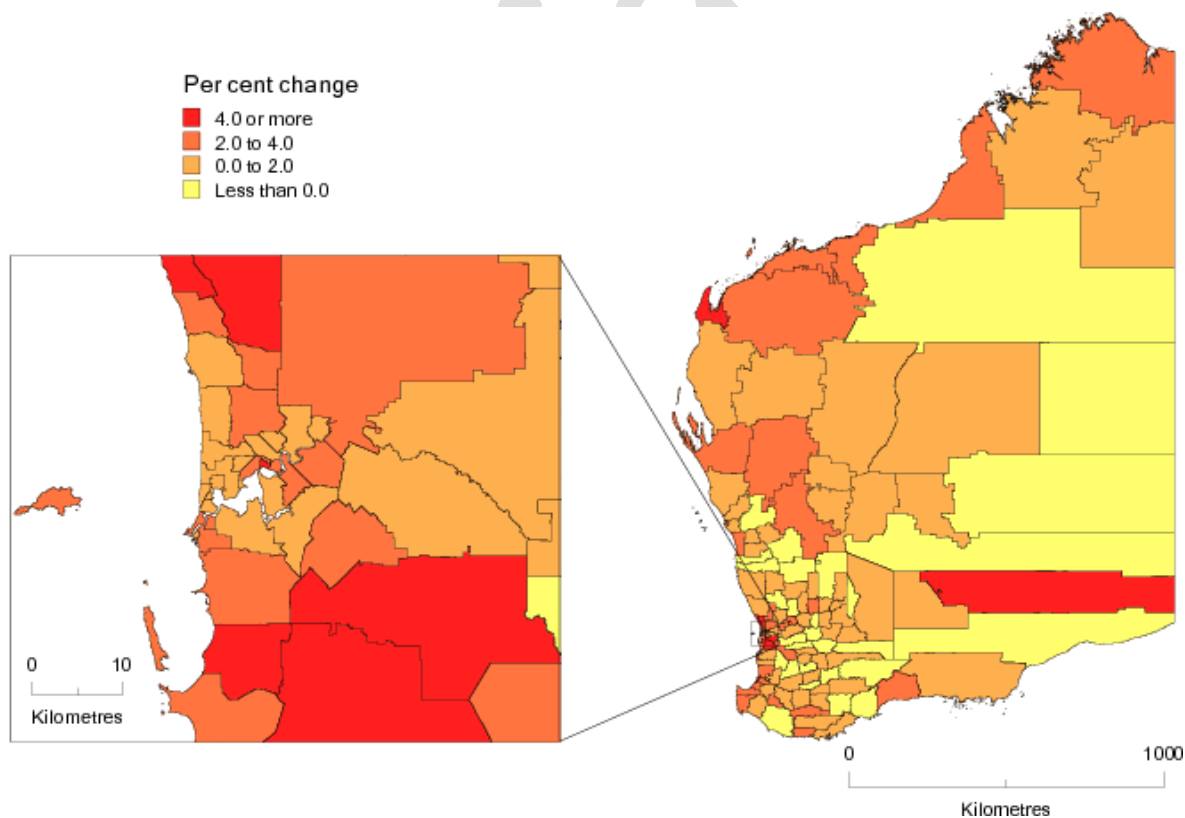 Per cent change
4.0 or more
2.0 to 4.0
0.0 to 2.0
Less than 0.0
0 10
Kilometres
0 1000
Kilometres